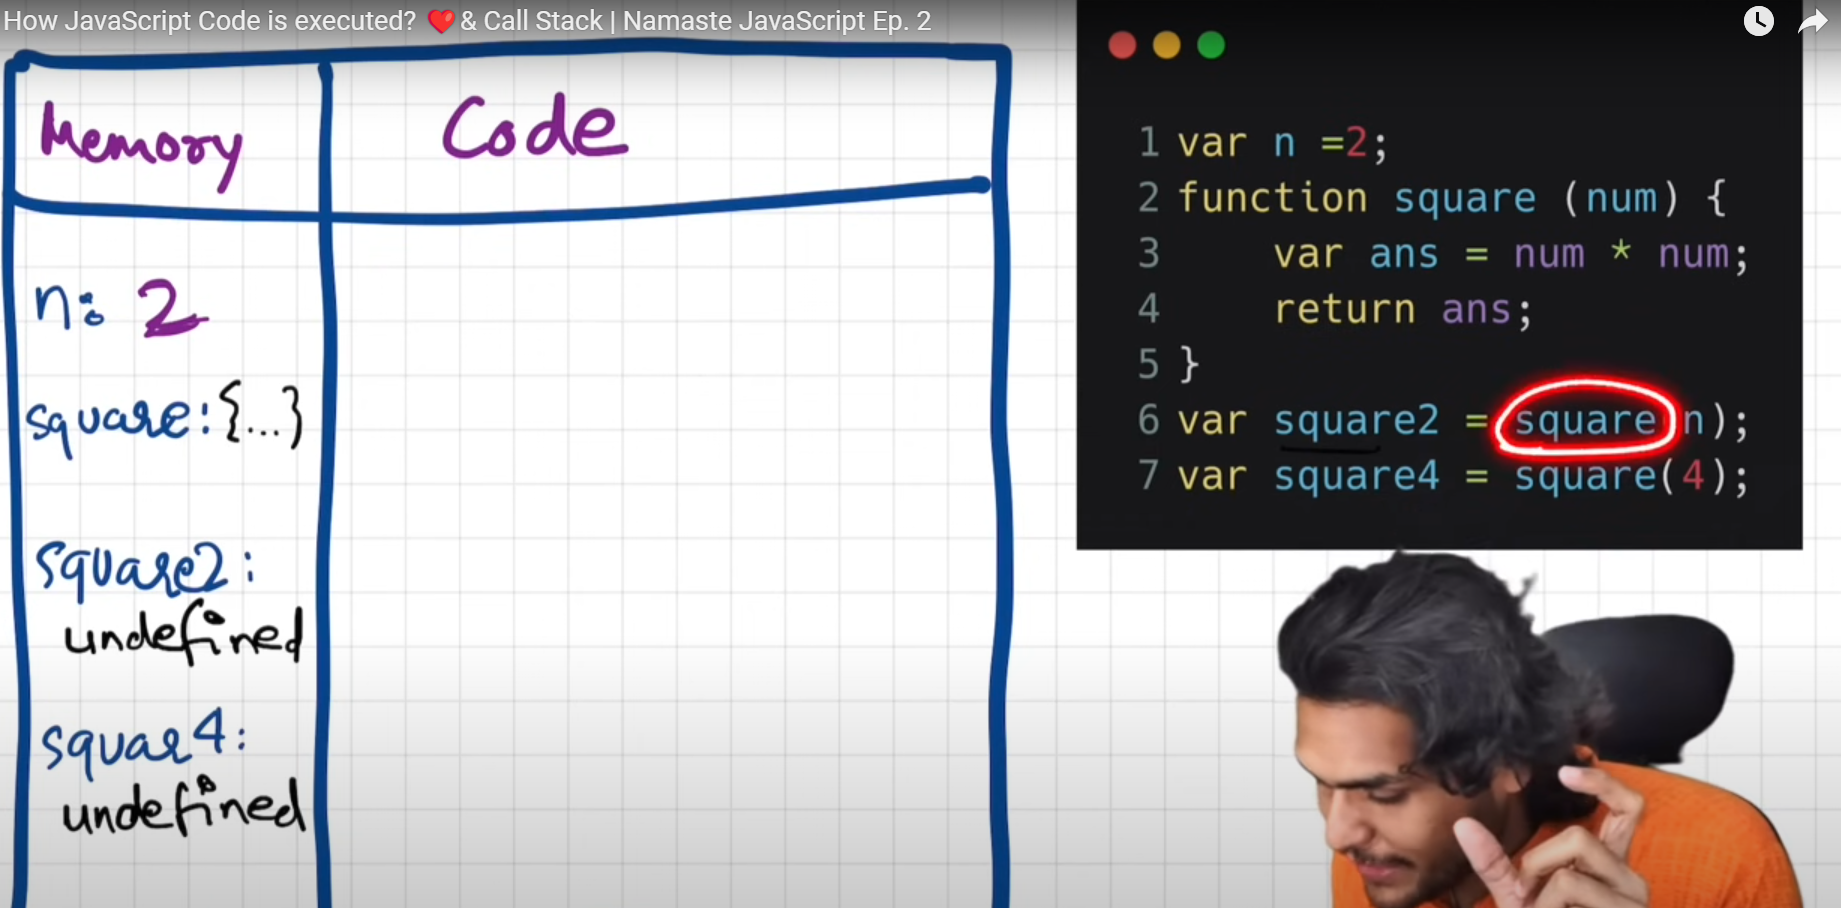 How JavaScript Code is executed? ❤️& Call Stack | Namaste JavaScript Ep. 2
Memory
Code
n: 2
square: {...}
square2:
undefined
squar4:
undefined
1 var n =2;
2 function square (num) {
3 var ans = num * num;
4 return ans;
5 }
6 var square2 = square n);
7 var square4 = square(4);